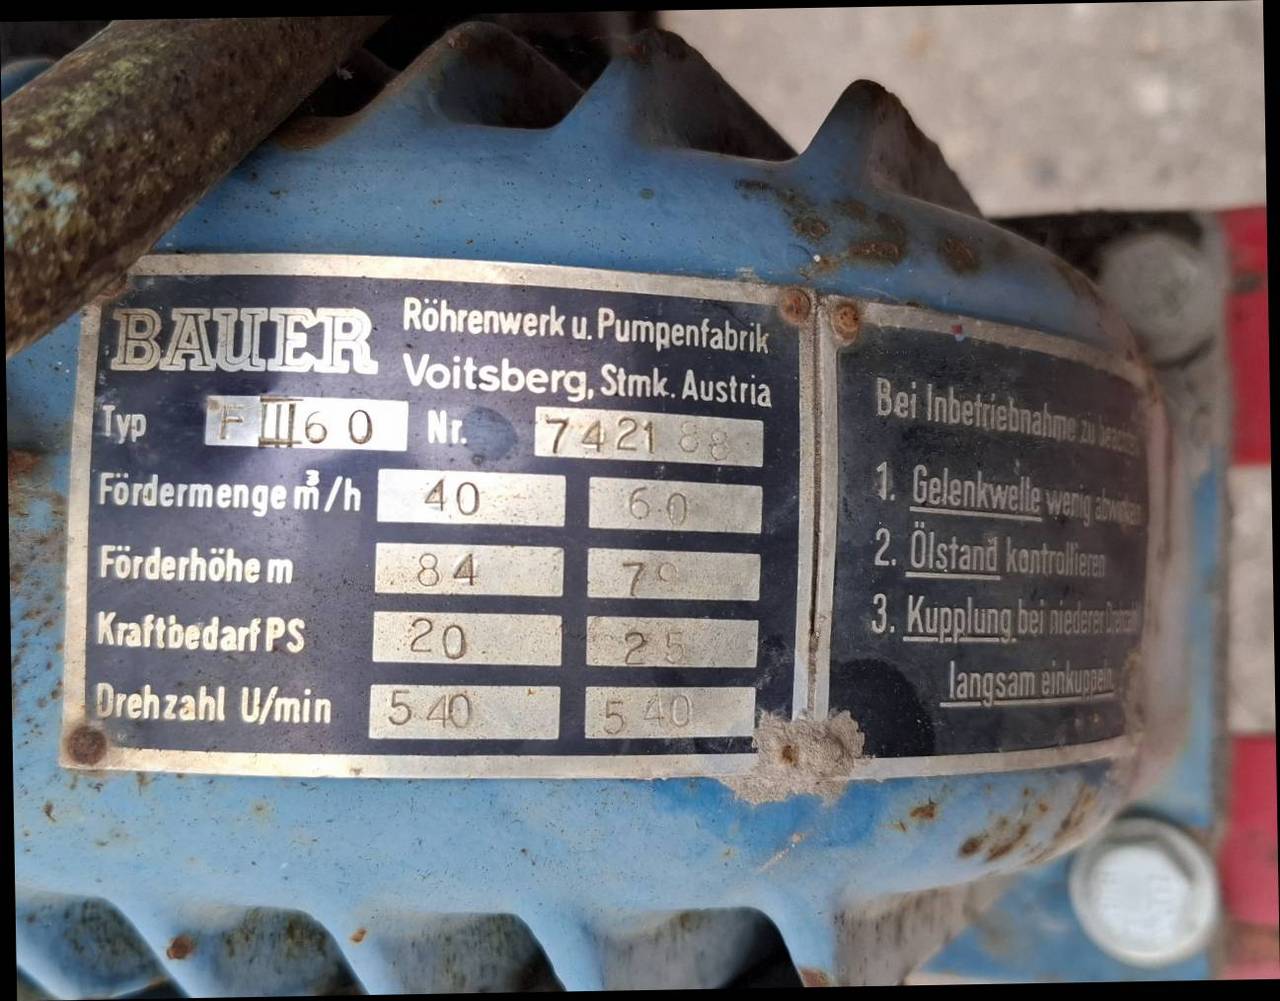 BAUER
Röhrenwerk u. Pumpenfabrik
Voitsberg, Stmk. Austria
Typ F III 60 Nr. 742188
Fördermenge m³/h 40 60
Förderhöhe m 84 79
Kraftbedarf PS 20 25
Drehzahl U/min 540 540
Bei Inbetriebnahme zu beachten
1. Gelenkwelle wenig abwinkeln
2. Ölstand kontrollieren
3. Kupplung bei niederer Drehzahl
langsam einkuppeln